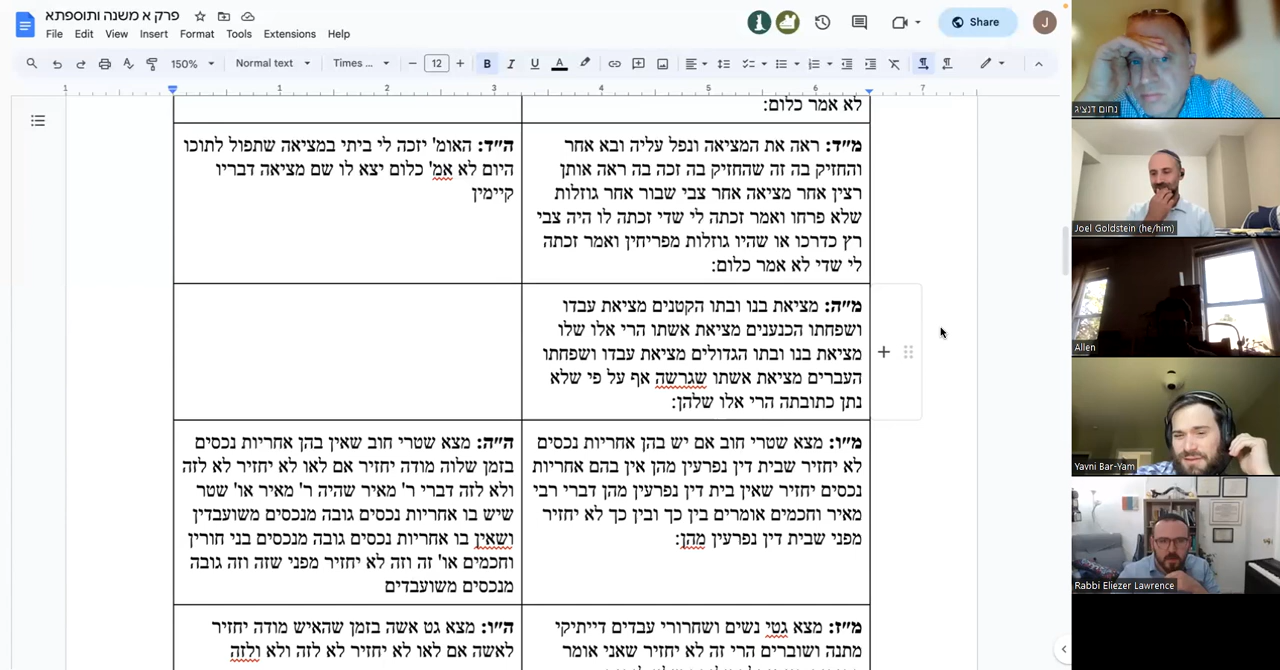 פרק א משנה ותוספתא
File Edit View Insert Format Tools Extensions Help
Share
J
150% Normal text Times ... 12
1 1 2 3 4 5 6 7
לא אמר כלום:
מ״ד: ראה את המציאה ונפל עליה ובא אחר
והחזיק בה זה שהחזיק בה זכה בה ראה אותן
רצין אחר מציאה אחר צבי שבור אחר גוזלות
שלא פרחו ואמר זכתה לי שדי זכתה לו היה צבי
רץ כדרכו או שהיו גוזלות מפריחין ואמר זכתה
לי שדי לא אמר כלום:
ה״ד: האומ' יזכה לי ביתי במציאה שתפול לתוכו
היום לא אמ' כלום יצא לו שם מציאה דבריו
קיימין
מ״ה: מציאת בנו ובתו הקטנים מציאת עבדו
ושפחתו הכנענים מציאת אשתו הרי אלו שלו
מציאת בנו ובתו הגדולים מציאת עבדו ושפחתו
העברים מציאת אשתו שגרשה אף על פי שלא
נתן כתובתה הרי אלו שלהן:
מ״ו: מצא שטרי חוב אם יש בהן אחריות נכסים
לא יחזיר שבית דין נפרעין מהן אין בהם אחריות
נכסים יחזיר שאין בית דין נפרעין מהן דברי רבי
מאיר וחכמים אומרים בין כך ובין כך לא יחזיר
מפני שבית דין נפרעין מהן:
ה״ה: מצא שטרי חוב שאין בהן אחריות נכסים
בזמן שלוה מודה יחזיר אם לאו לא יחזיר לא לזה
ולא לזה דברי ר' מאיר שהיה ר' מאיר או' שטר
שיש בו אחריות נכסים גובה מנכסים משועבדין
ושאין בו אחריות נכסים גובה מנכסים בני חורין
וחכמים או' זה וזה לא יחזיר מפני שזה וזה גובה
מנכסים משועבדים
מ״ז: מצא גטי נשים ושחרורי עבדים דייתיקי
מתנה ושוברים הרי זה לא יחזיר שאני אומר
ה״ו: מצא גט אשה בזמן שהאיש מודה יחזיר
לאשה אם לאו לא יחזיר לא לזה ולא ולזה
נחום דנציג
Joel Goldstein (he/him)
Allen
Yavni Bar-Yam
Rabbi Eliezer Lawrence